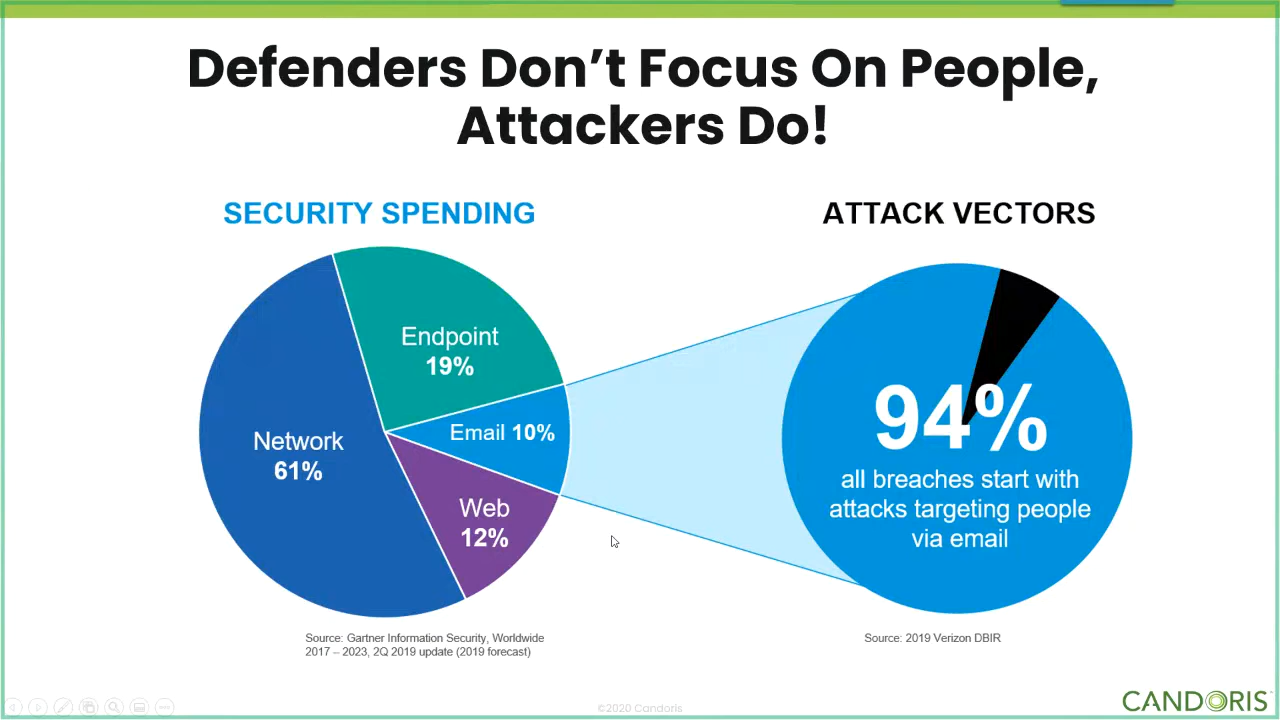 Defenders Don’t Focus On People,
Attackers Do!
SECURITY SPENDING
Endpoint
19%
Email 10%
Network
61%
Web
12%
Source: Gartner Information Security, Worldwide
2017 – 2023, 2Q 2019 update (2019 forecast)
ATTACK VECTORS
94%
all breaches start with
attacks targeting people
via email
Source: 2019 Verizon DBIR
©2020 Candoris
CANDORIS